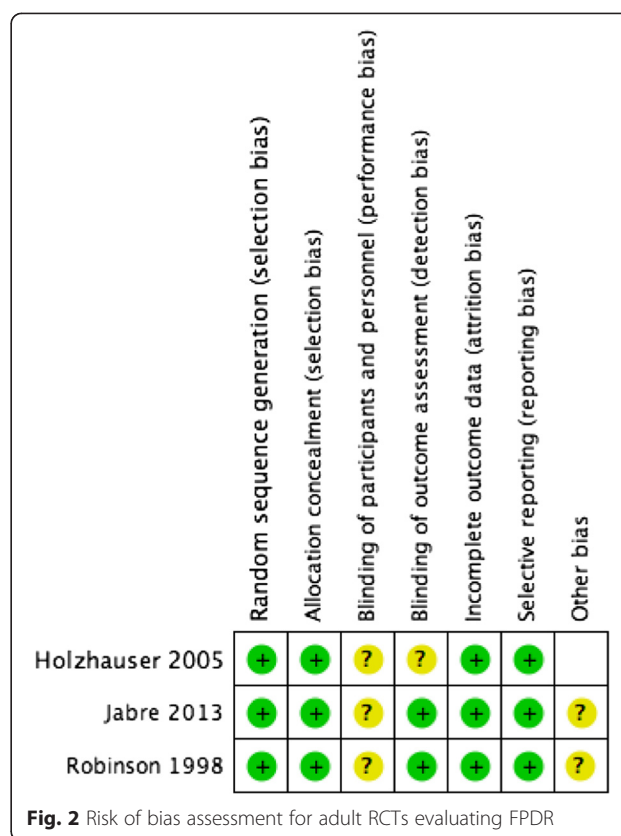 Random sequence generation (selection bias)
Allocation concealment (selection bias)
Blinding of participants and personnel (performance bias)
Blinding of outcome assessment (detection bias)
Incomplete outcome data (attrition bias)
Selective reporting (reporting bias)
Other bias
Holzhauser 2005 + + ? ? + +
Jabre 2013 + + ? + + + ?
Robinson 1998 + + ? + + + ?
Fig. 2 Risk of bias assessment for adult RCTs evaluating FPDR